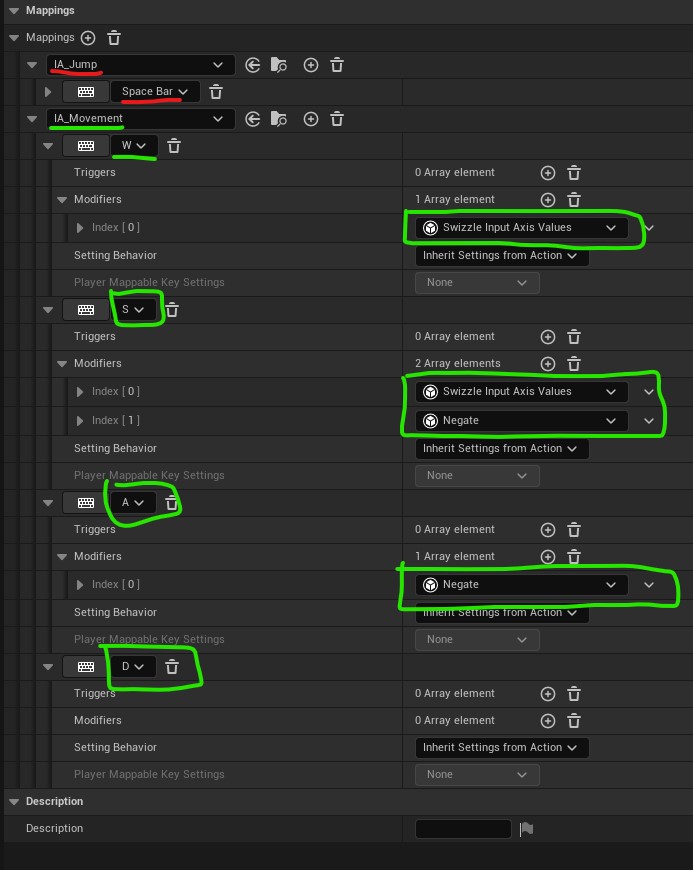 Mappings
Mappings
IA_Jump
Space Bar
IA_Movement
W
Triggers 0 Array element
Modifiers 1 Array element
Index [ 0 ] Swizzle Input Axis Values
Setting Behavior Inherit Settings from Action
Player Mappable Key Settings None
S
Triggers 0 Array element
Modifiers 2 Array elements
Index [ 0 ] Swizzle Input Axis Values
Index [ 1 ] Negate
Setting Behavior Inherit Settings from Action
Player Mappable Key Settings None
A
Triggers 0 Array element
Modifiers 1 Array element
Index [ 0 ] Negate
Setting Behavior Inherit Settings from Action
Player Mappable Key Settings None
D
Triggers 0 Array element
Modifiers 0 Array element
Setting Behavior Inherit Settings from Action
Player Mappable Key Settings None
Description
Description